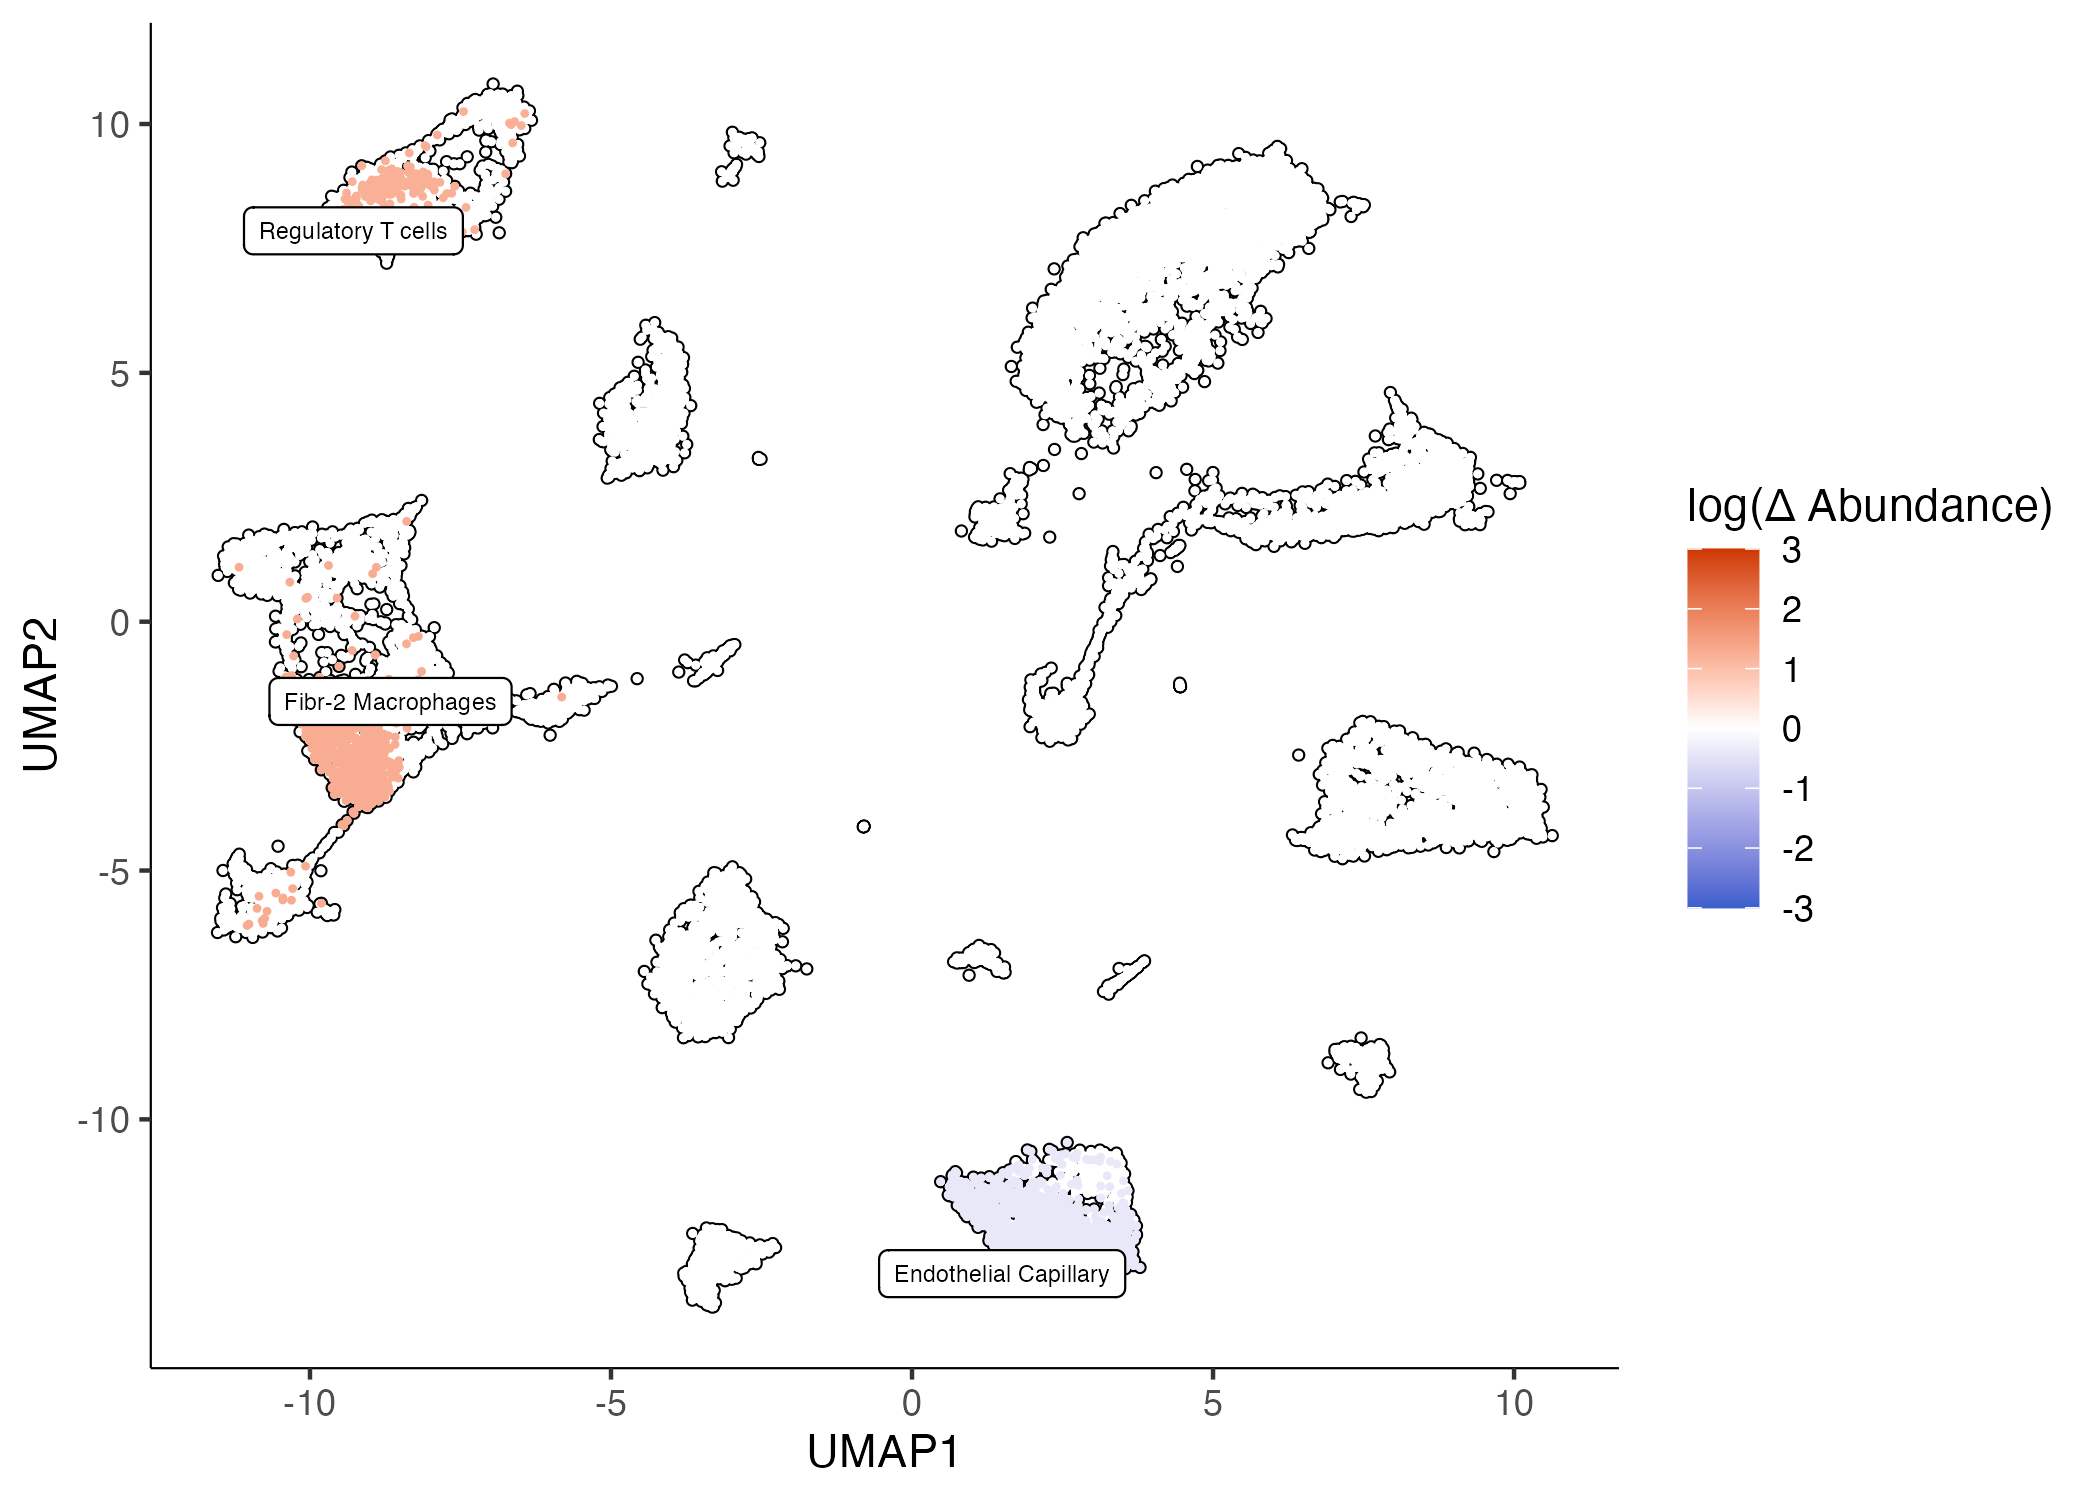 10
5
0
-5
-10
UMAP2
Regulatory T cells
Fibr-2 Macrophages
Endothelial Capillary
-10
-5
0
5
10
UMAP1
log(Δ Abundance)
3
2
1
0
-1
-2
-3